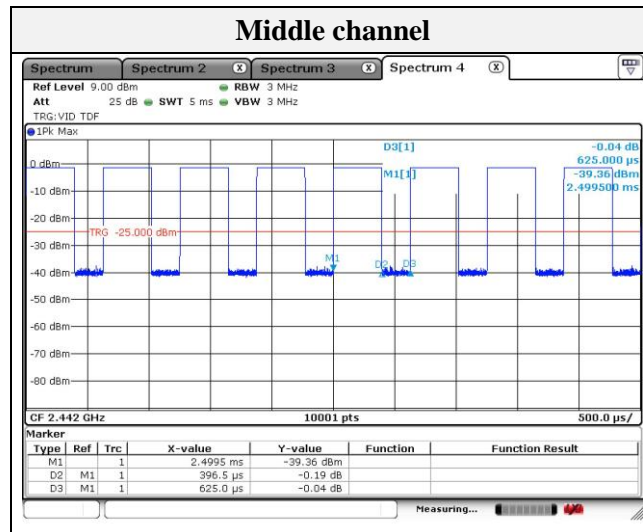 Middle channel
Spectrum Spectrum 2 X Spectrum 3 X Spectrum 4 X
Ref Level 9.00 dBm RBW 3 MHz
Att 25 dB SWT 5 ms VBW 3 MHz
TRG:VID TDF
1Pk Max
D3[1] -0.04 dB
625.000 µs
M1[1] -39.36 dBm
2.499500 ms
0 dBm
-10 dBm
-20 dBm
TRG -25.000 dBm
-30 dBm
M1
D2 D3
-40 dBm
-50 dBm
-60 dBm
-70 dBm
-80 dBm
CF 2.442 GHz 10001 pts 500.0 µs/
Marker
Type Ref Trc X-value Y-value Function Function Result
M1 1 2.4995 ms -39.36 dBm
D2 M1 1 396.5 µs -0.19 dB
D3 M1 1 625.0 µs -0.04 dB
Measuring...